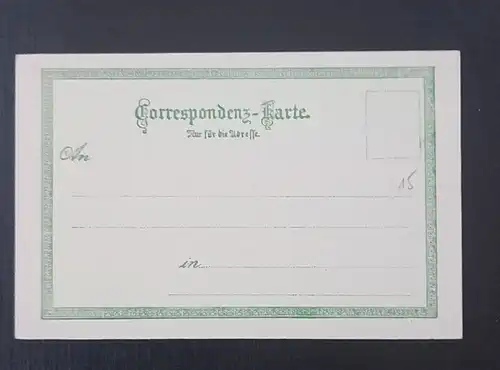 Correspondenz-Karte.
Nur für die Adresse.
An
15
in